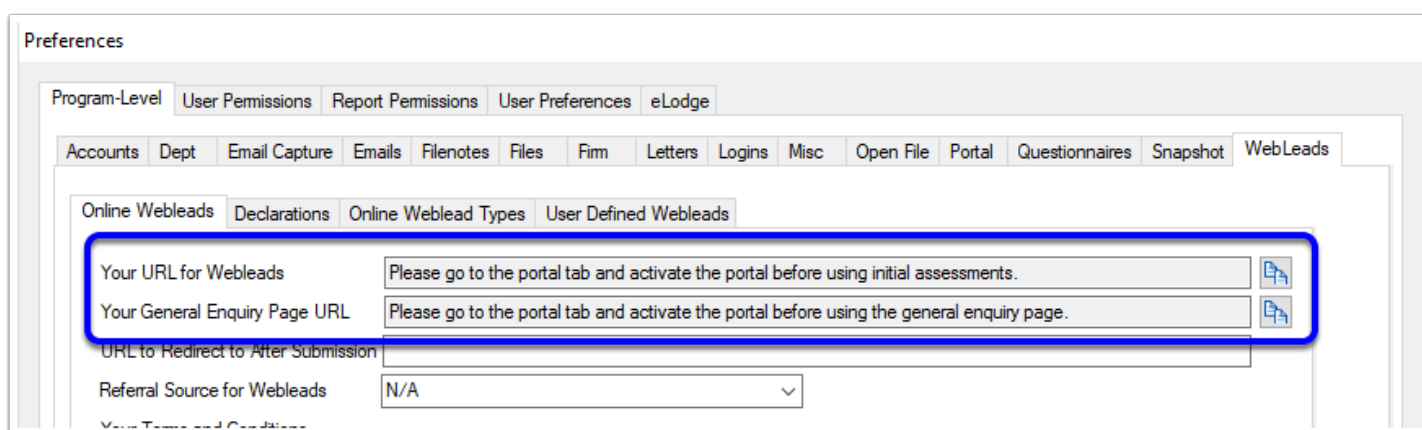 Preferences
Program-Level User Permissions Report Permissions User Preferences eLodge
Accounts Dept Email Capture Emails Filenotes Files Firm Letters Logins Misc Open File Portal Questionnaires Snapshot WebLeads
Online Webleads Declarations Online Weblead Types User Defined Webleads
Your URL for Webleads Please go to the portal tab and activate the portal before using initial assessments.
Your General Enquiry Page URL Please go to the portal tab and activate the portal before using the general enquiry page.
URL to Redirect to After Submission
Referral Source for Webleads N/A
Your Terms and Conditions